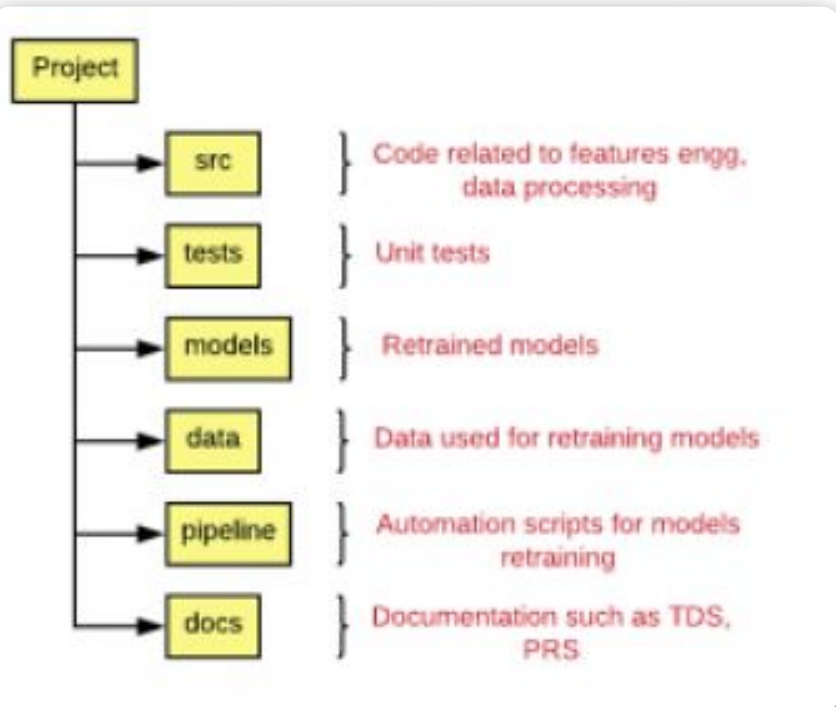 Project
src
Code related to features engg,
data processing
tests
Unit tests
models
Retrained models
data
Data used for retraining models
pipeline
Automation scripts for models
retraining
docs
Documentation such as TDS,
PRS